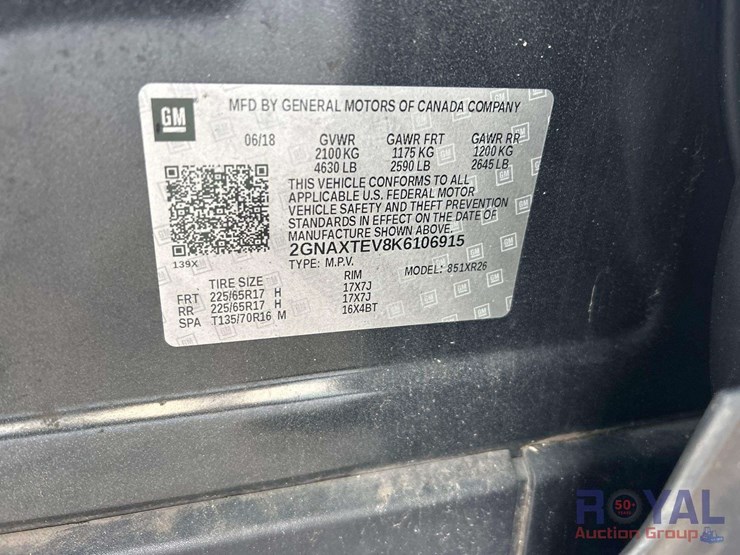 GM
MFD BY GENERAL MOTORS OF CANADA COMPANY
06/18 GVWR GAWR FRT GAWR RR
2100 KG 1175 KG 1200 KG
4630 LB 2590 LB 2645 LB
THIS VEHICLE CONFORMS TO ALL
APPLICABLE U.S. FEDERAL MOTOR
VEHICLE SAFETY AND THEFT PREVENTION
STANDARDS IN EFFECT ON THE DATE OF
MANUFACTURE SHOWN ABOVE.
2GNAXTEV8K6106915
139X TYPE: M.P.V. MODEL: 851XR26
TIRE SIZE RIM
FRT 225/65R17 H 17X7J
RR 225/65R17 H 17X7J
SPA T135/70R16 M 16X4BT
50+
ROYAL
Auction Group